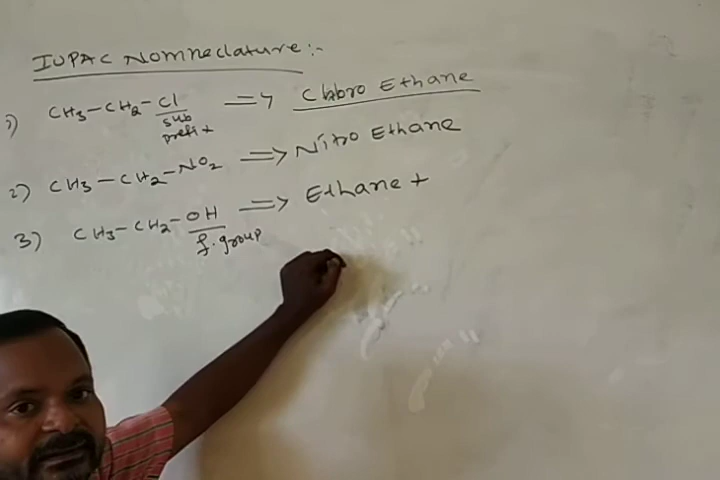 IUPAC Nomneclature:-
1) CH3-CH2-Cl => Chloro Ethane
sub
prefix
2) CH3-CH2-NO2 => Nitro Ethane
3) CH3-CH2-OH => Ethane +
f.group